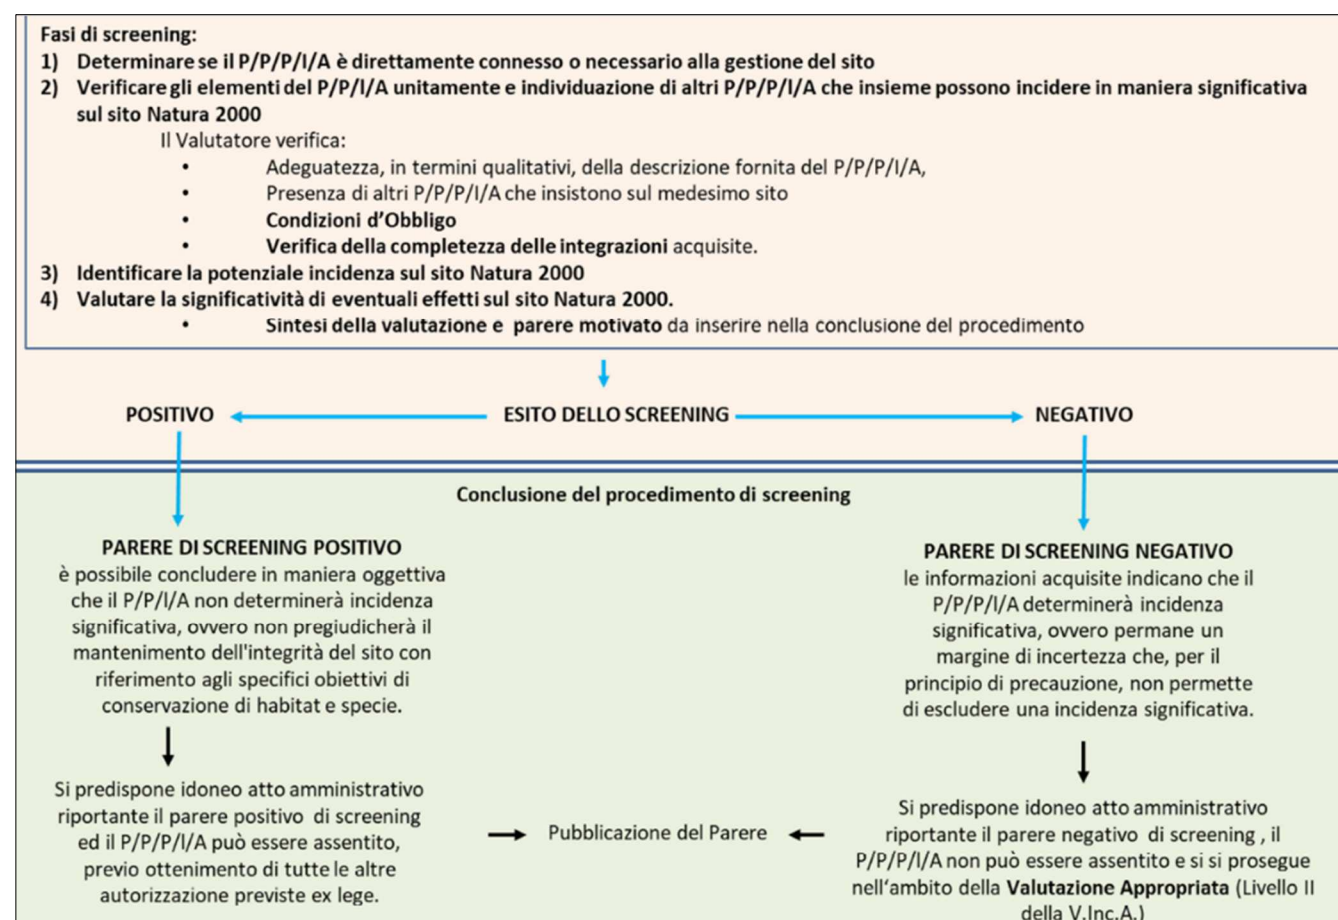 Fasi di screening:
1) Determinare se il P/P/P/I/A è direttamente connesso o necessario alla gestione del sito
2) Verificare gli elementi del P/P/I/A unitamente e individuazione di altri P/P/P/I/A che insieme possono incidere in maniera significativa
sul sito Natura 2000
Il Valutatore verifica:
• Adeguatezza, in termini qualitativi, della descrizione fornita del P/P/P/I/A,
• Presenza di altri P/P/P/I/A che insistono sul medesimo sito
• Condizioni d'Obbligo
• Verifica della completezza delle integrazioni acquisite.
3) Identificare la potenziale incidenza sul sito Natura 2000
4) Valutare la significatività di eventuali effetti sul sito Natura 2000.
• Sintesi della valutazione e parere motivato da inserire nella conclusione del procedimento
POSITIVO ESITO DELLO SCREENING NEGATIVO
Conclusione del procedimento di screening
PARERE DI SCREENING POSITIVO
è possibile concludere in maniera oggettiva
che il P/P/I/A non determinerà incidenza
significativa, ovvero non pregiudicherà il
mantenimento dell'integrità del sito con
riferimento agli specifici obiettivi di
conservazione di habitat e specie.
Si predispone idoneo atto amministrativo
riportante il parere positivo di screening
ed il P/P/P/I/A può essere assentito,
previo ottenimento di tutte le altre
autorizzazione previste ex lege.
Pubblicazione del Parere
PARERE DI SCREENING NEGATIVO
le informazioni acquisite indicano che il
P/P/P/I/A determinerà incidenza
significativa, ovvero permane un
margine di incertezza che, per il
principio di precauzione, non permette
di escludere una incidenza significativa.
Si predispone idoneo atto amministrativo
riportante il parere negativo di screening , il
P/P/P/I/A non può essere assentito e si si prosegue
nell'ambito della Valutazione Appropriata (Livello II
della V.Inc.A.)